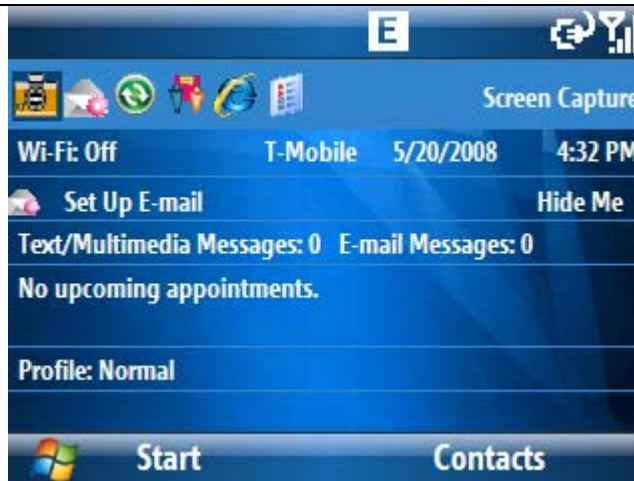 E
Screen Capture
Wi-Fi: Off T-Mobile 5/20/2008 4:32 PM
Set Up E-mail Hide Me
Text/Multimedia Messages: 0 E-mail Messages: 0
No upcoming appointments.
Profile: Normal
Start Contacts